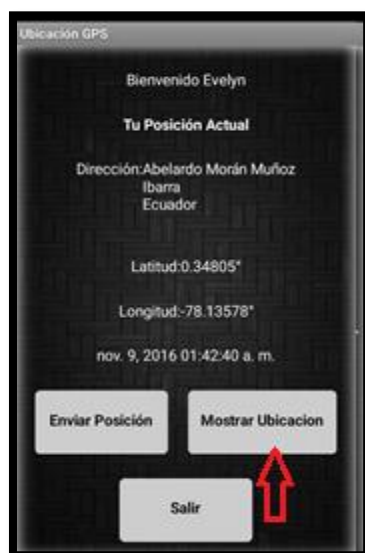 Ubicación GPS
Bienvenido Evelyn
Tu Posición Actual
Dirección:Abelardo Morán Muñoz
Ibarra
Ecuador
Latitud:0.34805°
Longitud:-78.13578°
nov. 9, 2016 01:42:40 a. m.
Enviar Posición Mostrar Ubicacion
Salir